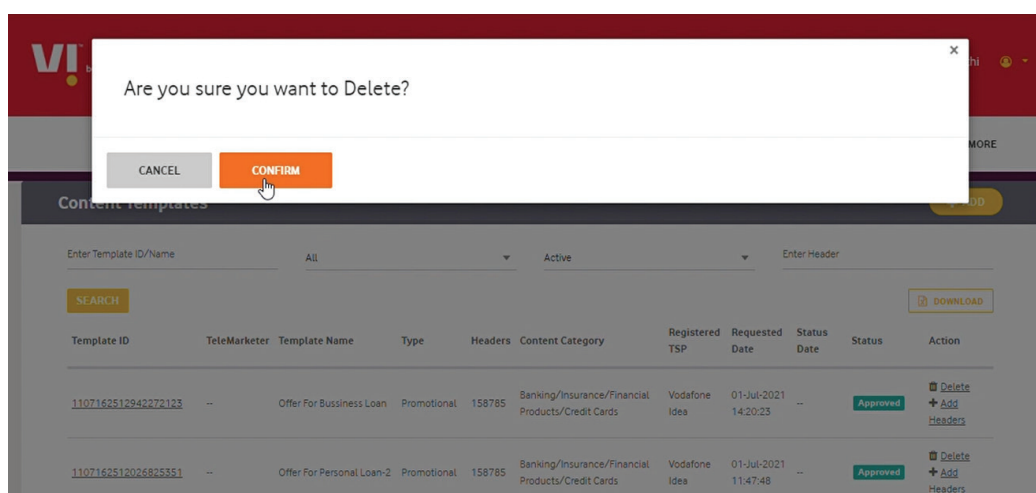 VI
Are you sure you want to Delete?
×
hi
CANCEL
CONFIRM
MORE
Content Templates
ADD
Enter Template ID/Name
All
Active
Enter Header
SEARCH
DOWNLOAD
Template ID TeleMarketer Template Name Type Headers Content Category Registered TSP Requested Date Status Date Status Action
1107162512942272123 -- Offer For Bussiness Loan Promotional 158785 Banking/Insurance/Financial Products/Credit Cards Vodafone Idea 01-Jul-2021 14:20:23 -- Approved Delete
+ Add Headers
1107162512026825351 -- Offer For Personal Loan-2 Promotional 158785 Banking/Insurance/Financial Products/Credit Cards Vodafone Idea 01-Jul-2021 11:47:48 -- Approved Delete
+ Add Headers